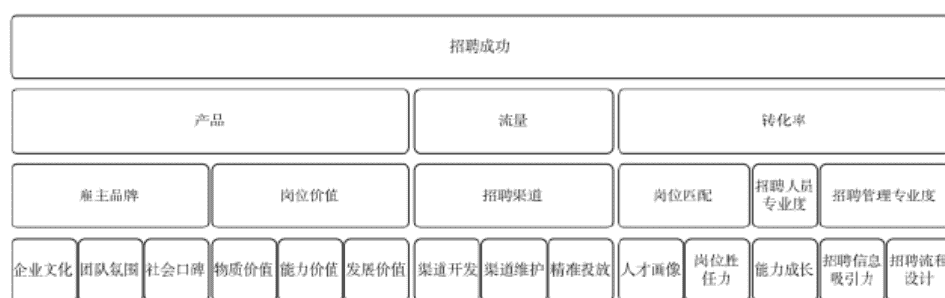 招聘成功
产品
流量
转化率
雇主品牌
岗位价值
招聘渠道
岗位匹配
招聘人员
专业度
招聘管理专业度
企业文化
团队氛围
社会口碑
物质价值
能力价值
发展价值
渠道开发
渠道维护
精准投放
人才画像
岗位胜
任力
能力成长
招聘信息
吸引力
招聘流程
设计